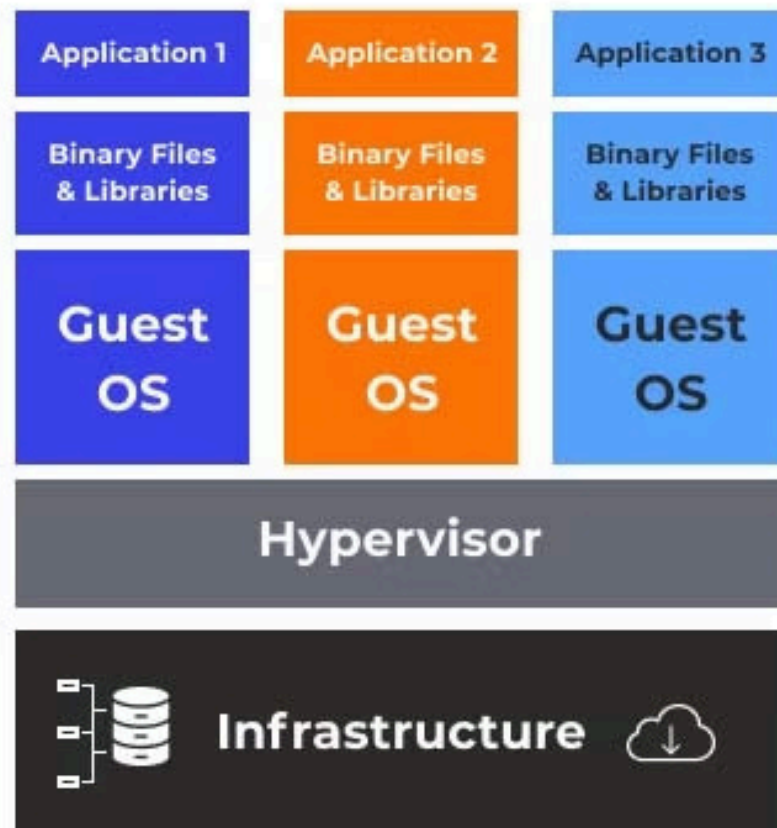 Application 1
Application 2
Application 3
Binary Files
& Libraries
Binary Files
& Libraries
Binary Files
& Libraries
Guest
OS
Guest
OS
Guest
OS
Hypervisor
Infrastructure